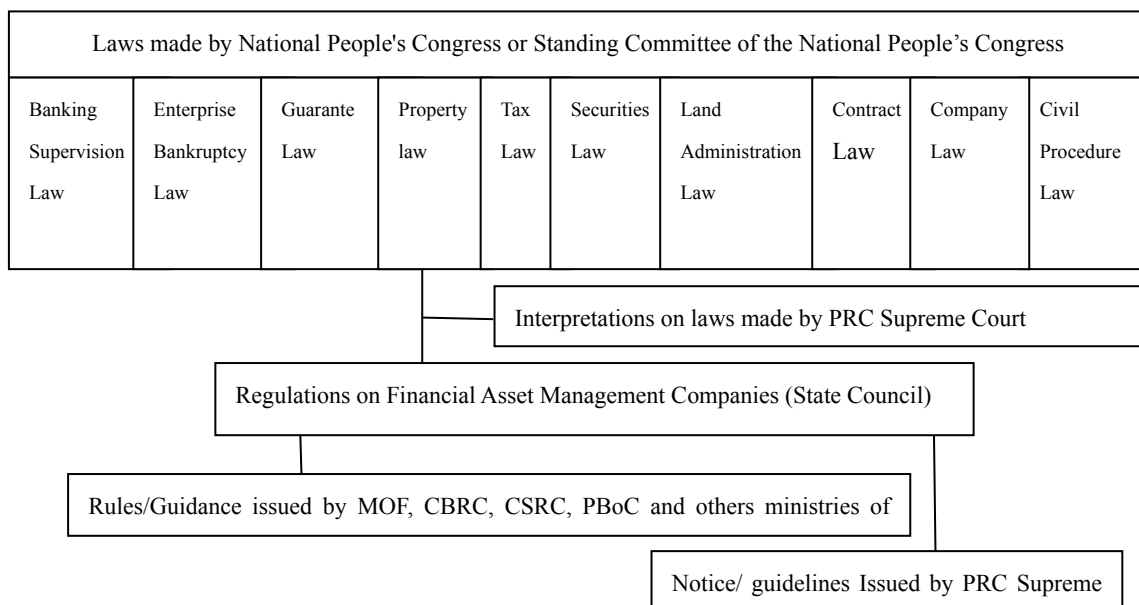 Laws made by National People's Congress or Standing Committee of the National People’s Congress
Banking
Supervision
Law
Enterprise
Bankruptcy
Law
Guarante
Law
Property
law
Tax
Law
Securities
Law
Land
Administration
Law
Contract
Law
Company
Law
Civil
Procedure
Law
Interpretations on laws made by PRC Supreme Court
Regulations on Financial Asset Management Companies (State Council)
Rules/Guidance issued by MOF, CBRC, CSRC, PBoC and others ministries of
Notice/ guidelines Issued by PRC Supreme